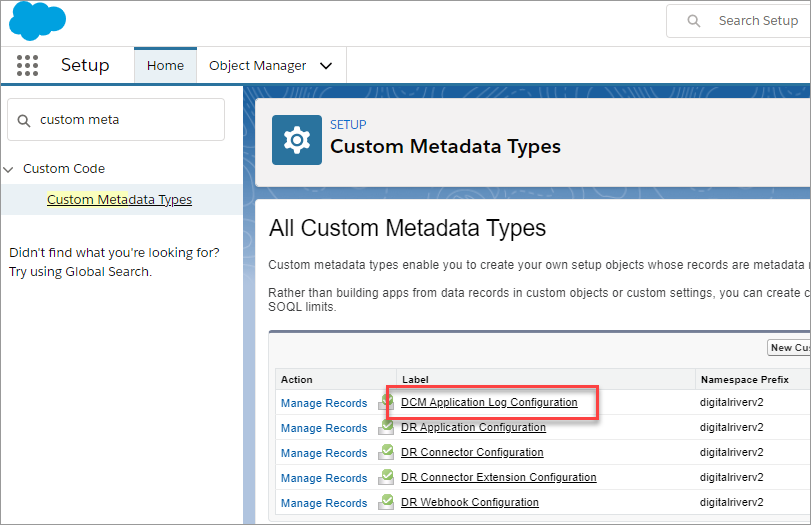 Search Setup
Setup
Home
Object Manager
custom meta
Custom Code
Custom Metadata Types
Didn't find what you're looking for?
Try using Global Search.
SETUP
Custom Metadata Types
All Custom Metadata Types
Custom metadata types enable you to create your own setup objects whose records are metadata
Rather than building apps from data records in custom objects or custom settings, you can create
SOQL limits.
New
Action Label Namespace Prefix
Manage Records DCM Application Log Configuration digitalriverv2
Manage Records DR Application Configuration digitalriverv2
Manage Records DR Connector Configuration digitalriverv2
Manage Records DR Connector Extension Configuration digitalriverv2
Manage Records DR Webhook Configuration digitalriverv2